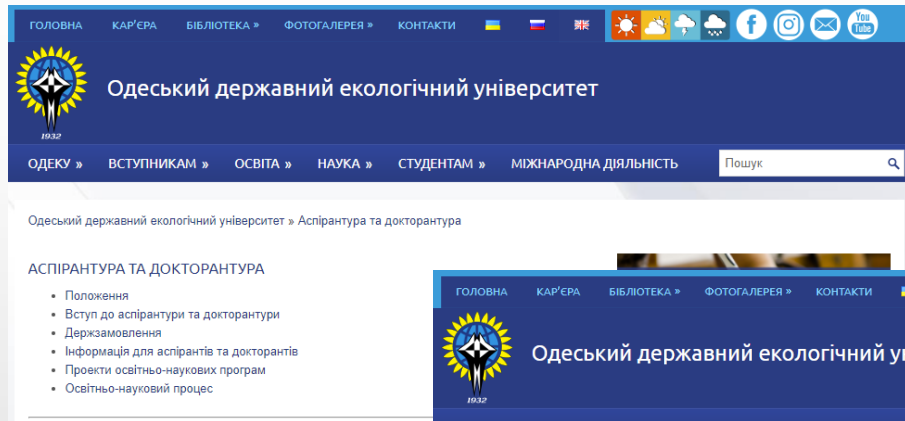 ГОЛОВНА КАР'ЄРА БІБЛІОТЕКА » ФОТОГАЛЕРЕЯ » КОНТАКТИ
You Tube
Одеський державний екологічний університет
1932
ОДЕКУ » ВСТУПНИКАМ » ОСВІТА » НАУКА » СТУДЕНТАМ » МІЖНАРОДНА ДІЯЛЬНІСТЬ Пошук
Одеський державний екологічний університет » Аспірантура та докторантура
АСПІРАНТУРА ТА ДОКТОРАНТУРА
• Положення
• Вступ до аспірантури та докторантури
• Держзамовлення
• Інформація для аспірантів та докторантів
• Проекти освітньо-наукових програм
• Освітньо-науковий процес
ГОЛОВНА КАР'ЄРА БІБЛІОТЕКА » ФОТОГАЛЕРЕЯ » КОНТАКТИ
Одеський державний екологічний
1932